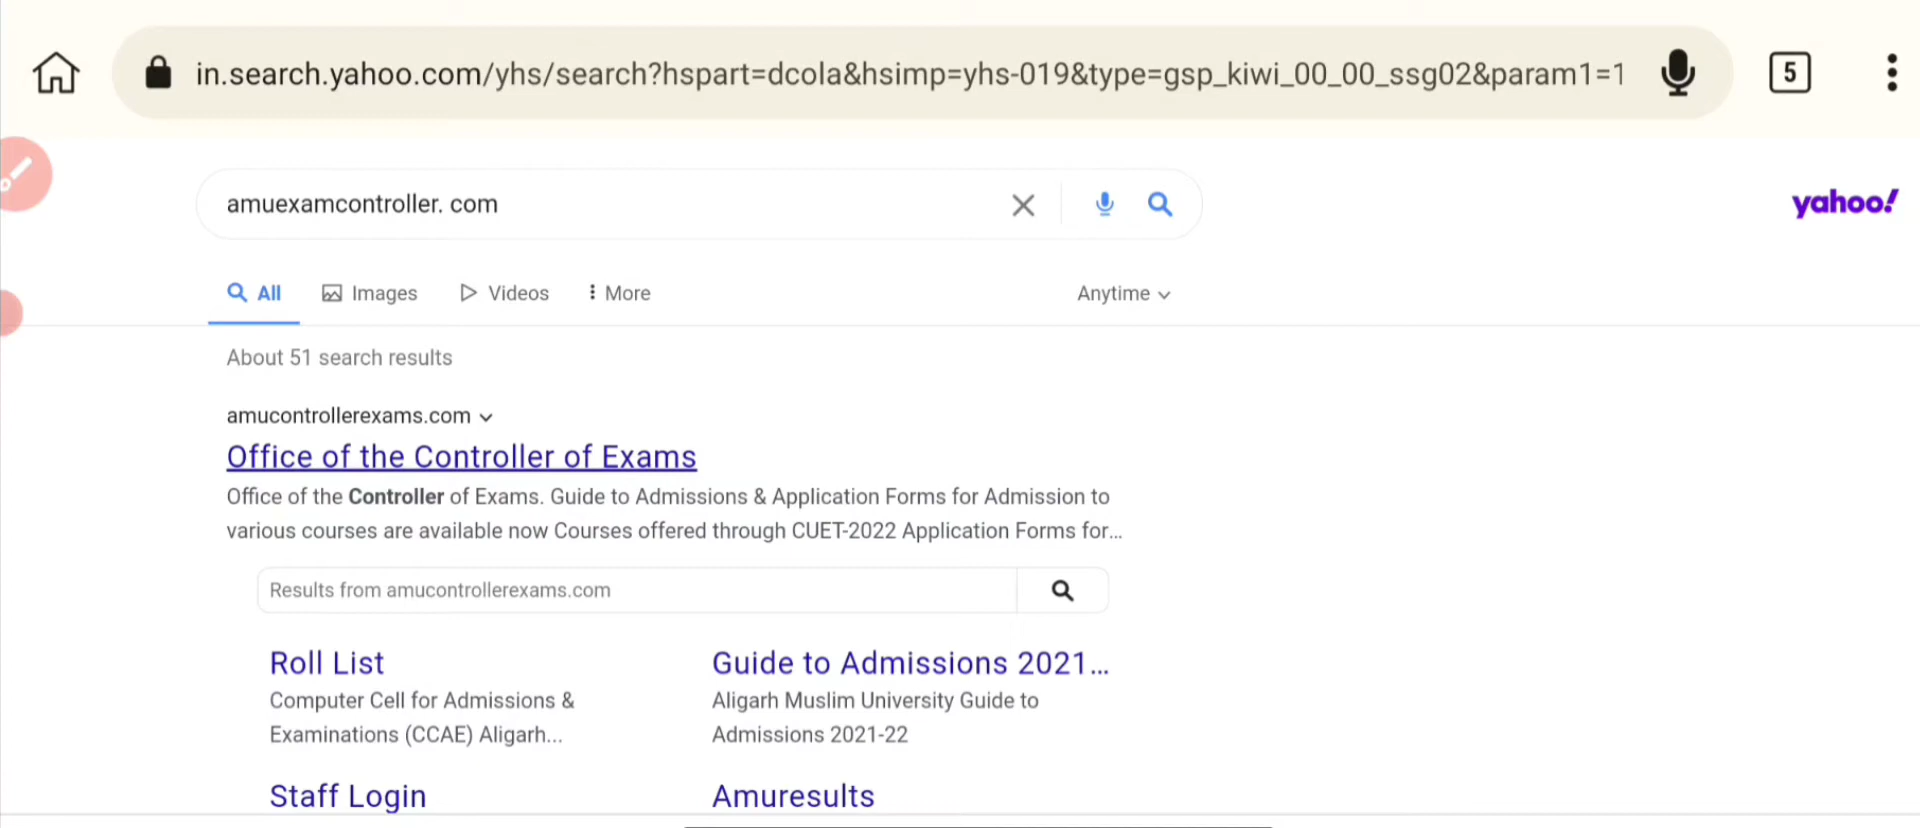 in.search.yahoo.com/yhs/search?hspart=dcola&hsimp=yhs-019&type=gsp_kiwi_00_00_ssg02&param1=1
5
amuexamcontroller. com
yahoo!
All
Images
Videos
More
Anytime
About 51 search results
amucontrollerexams.com
Office of the Controller of Exams
Office of the Controller of Exams. Guide to Admissions & Application Forms for Admission to
various courses are available now Courses offered through CUET-2022 Application Forms for...
Results from amucontrollerexams.com
Roll List
Computer Cell for Admissions &
Examinations (CCAE) Aligarh...
Guide to Admissions 2021...
Aligarh Muslim University Guide to
Admissions 2021-22
Staff Login
Amuresults